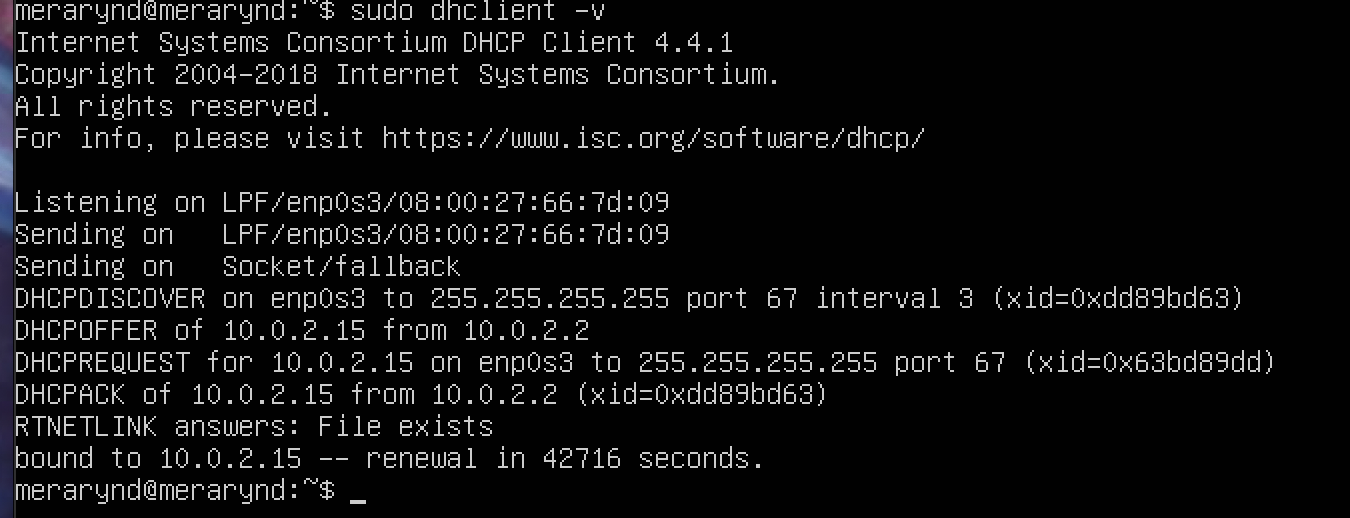 merarynd@merarynd:~$ sudo dhclient -v
Internet Systems Consortium DHCP Client 4.4.1
Copyright 2004-2018 Internet Systems Consortium.
All rights reserved.
For info, please visit https://www.isc.org/software/dhcp/
Listening on LPF/enp0s3/08:00:27:66:7d:09
Sending on   LPF/enp0s3/08:00:27:66:7d:09
Sending on   Socket/fallback
DHCPDISCOVER on enp0s3 to 255.255.255.255 port 67 interval 3 (xid=0xdd89bd63)
DHCPOFFER of 10.0.2.15 from 10.0.2.2
DHCPREQUEST for 10.0.2.15 on enp0s3 to 255.255.255.255 port 67 (xid=0x63bd89dd)
DHCPACK of 10.0.2.15 from 10.0.2.2 (xid=0xdd89bd63)
RTNETLINK answers: File exists
bound to 10.0.2.15 -- renewal in 42716 seconds.
merarynd@merarynd:~$ _